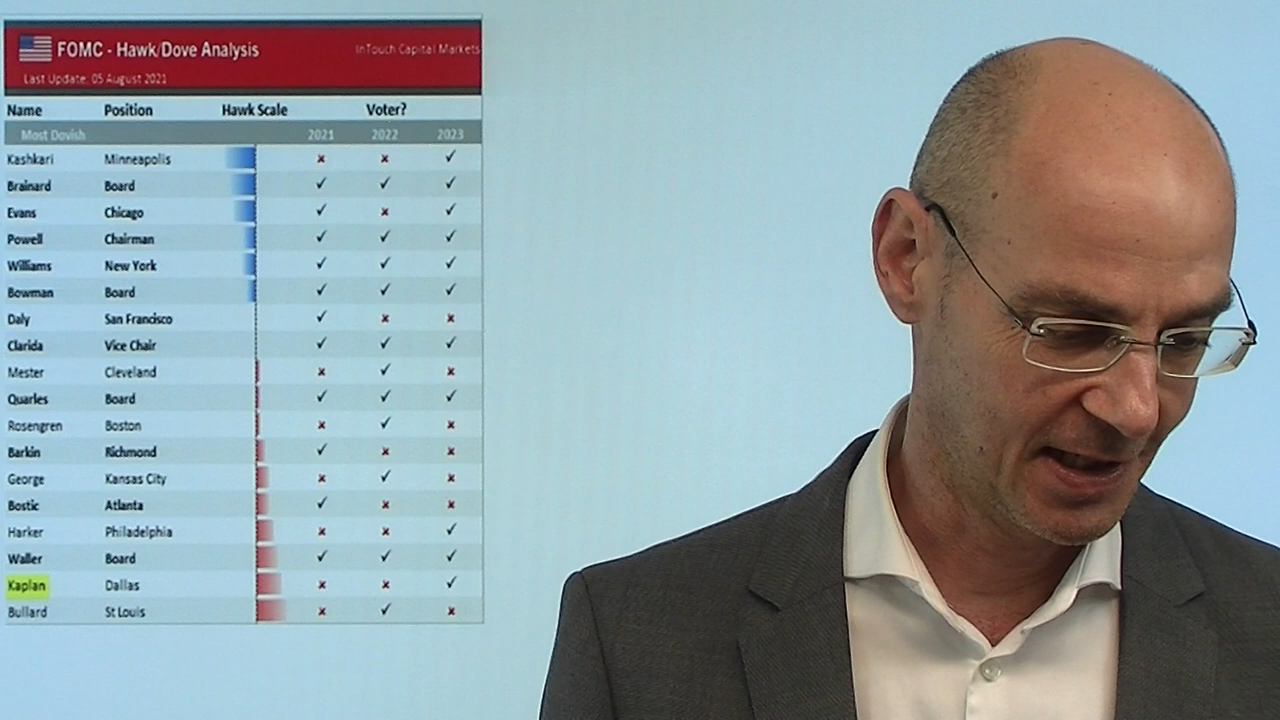 FOMC - Hawk/Dove Analysis InTouch Capital Markets
Last Update: 05 August 2021
Name Position Hawk Scale Voter?
Most Dovish 2021 2022 2023
Kashkari Minneapolis ✗ ✗ ✓
Brainard Board ✓ ✓ ✓
Evans Chicago ✓ ✗ ✓
Powell Chairman ✓ ✓ ✓
Williams New York ✓ ✓ ✓
Bowman Board ✓ ✓ ✓
Daly San Francisco ✓ ✗ ✗
Clarida Vice Chair ✓ ✓ ✓
Mester Cleveland ✗ ✓ ✗
Quarles Board ✓ ✓ ✓
Rosengren Boston ✗ ✓ ✗
Barkin Richmond ✓ ✗ ✗
George Kansas City ✗ ✓ ✗
Bostic Atlanta ✓ ✗ ✗
Harker Philadelphia ✗ ✗ ✓
Waller Board ✓ ✓ ✓
Kaplan Dallas ✗ ✗ ✓
Bullard St Louis ✗ ✓ ✗